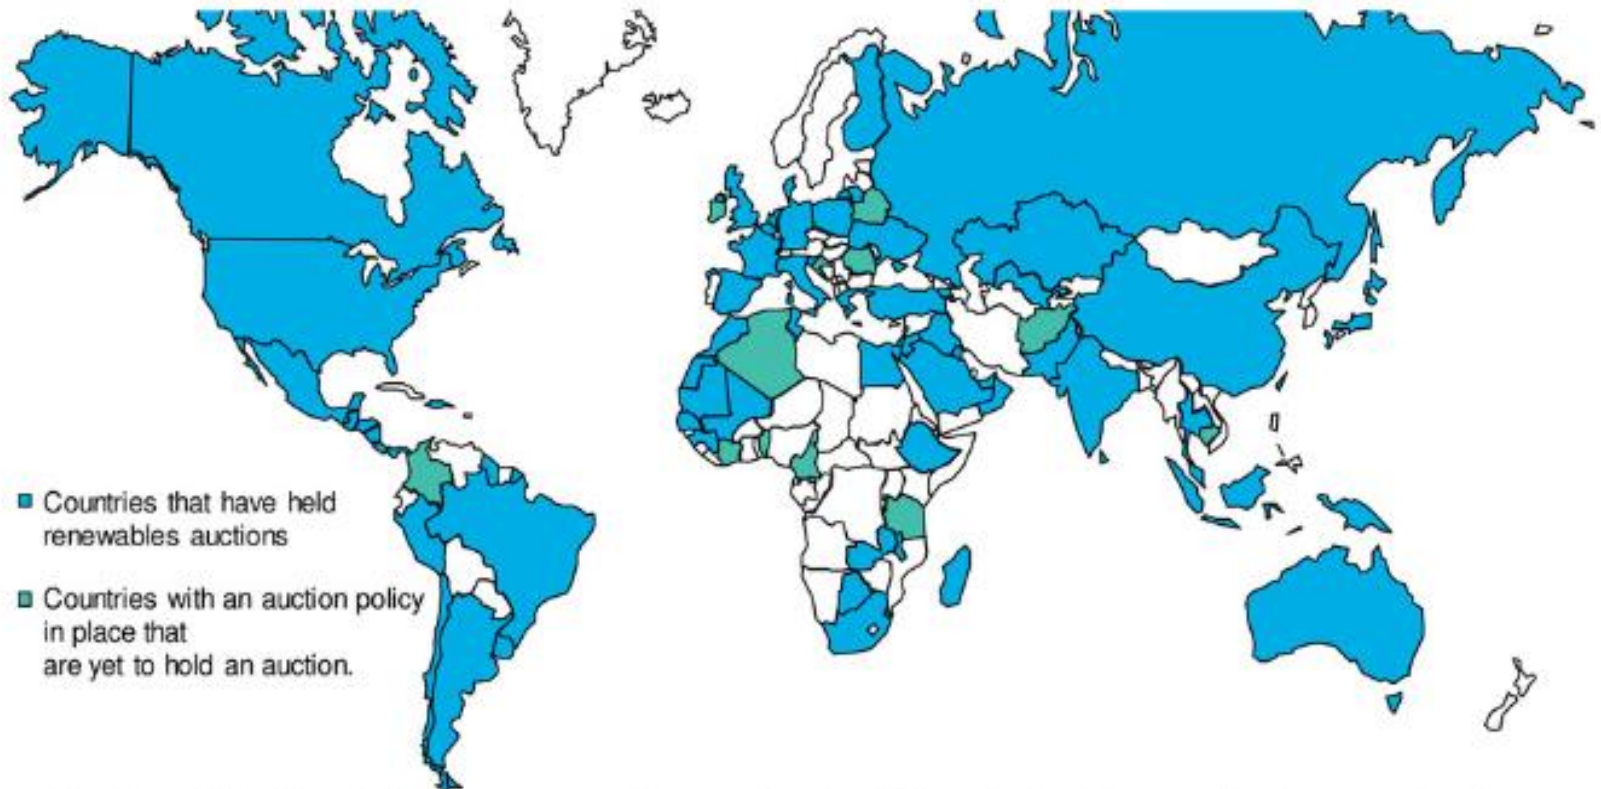 Countries that have held
renewables auctions
Countries with an auction policy
in place that
are yet to hold an auction.